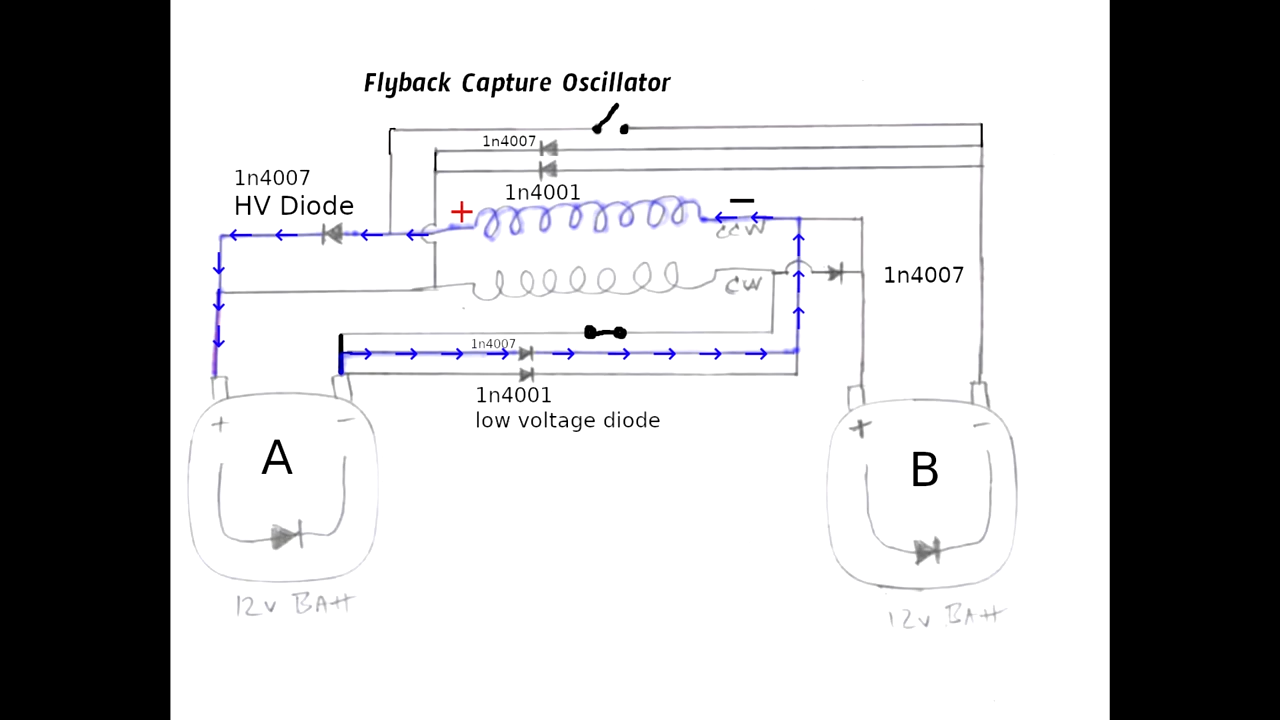 Flyback Capture Oscillator
1n4007
1n4007
HV Diode
1n4001
+
−
CCW
1n4007
CW
1n4007
1n4001
low voltage diode
+
−
A
+
−
B
12v BAtt
12v BAtt